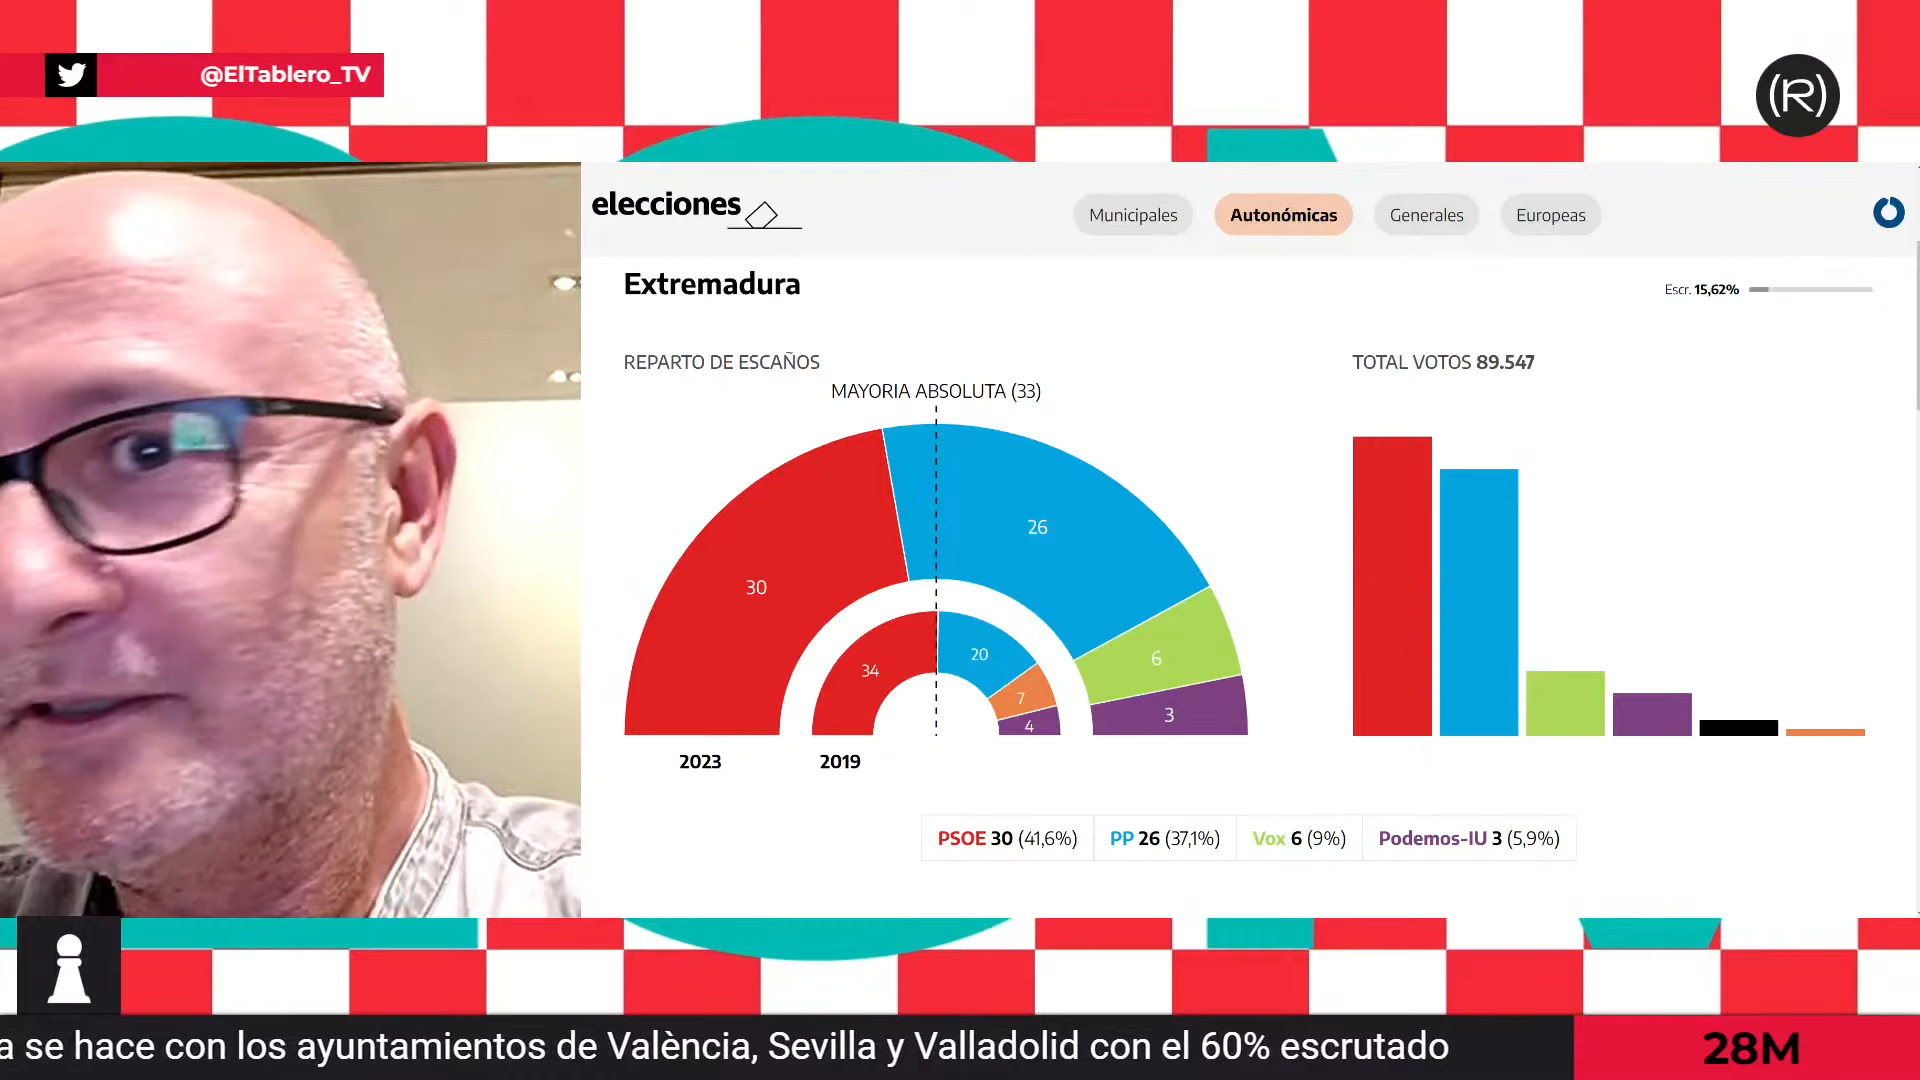 @ElTablero_TV
(R)
elecciones
Municipales
Autonómicas
Generales
Europeas
Extremadura
Escr. 15,62%
REPARTO DE ESCAÑOS
TOTAL VOTOS 89.547
MAYORIA ABSOLUTA (33)
26
30
6
20
34
7
3
4
2023
2019
PSOE 30 (41,6%)
PP 26 (37,1%)
Vox 6 (9%)
Podemos-IU 3 (5,9%)
a se hace con los ayuntamientos de València, Sevilla y Valladolid con el 60% escrutado
28M